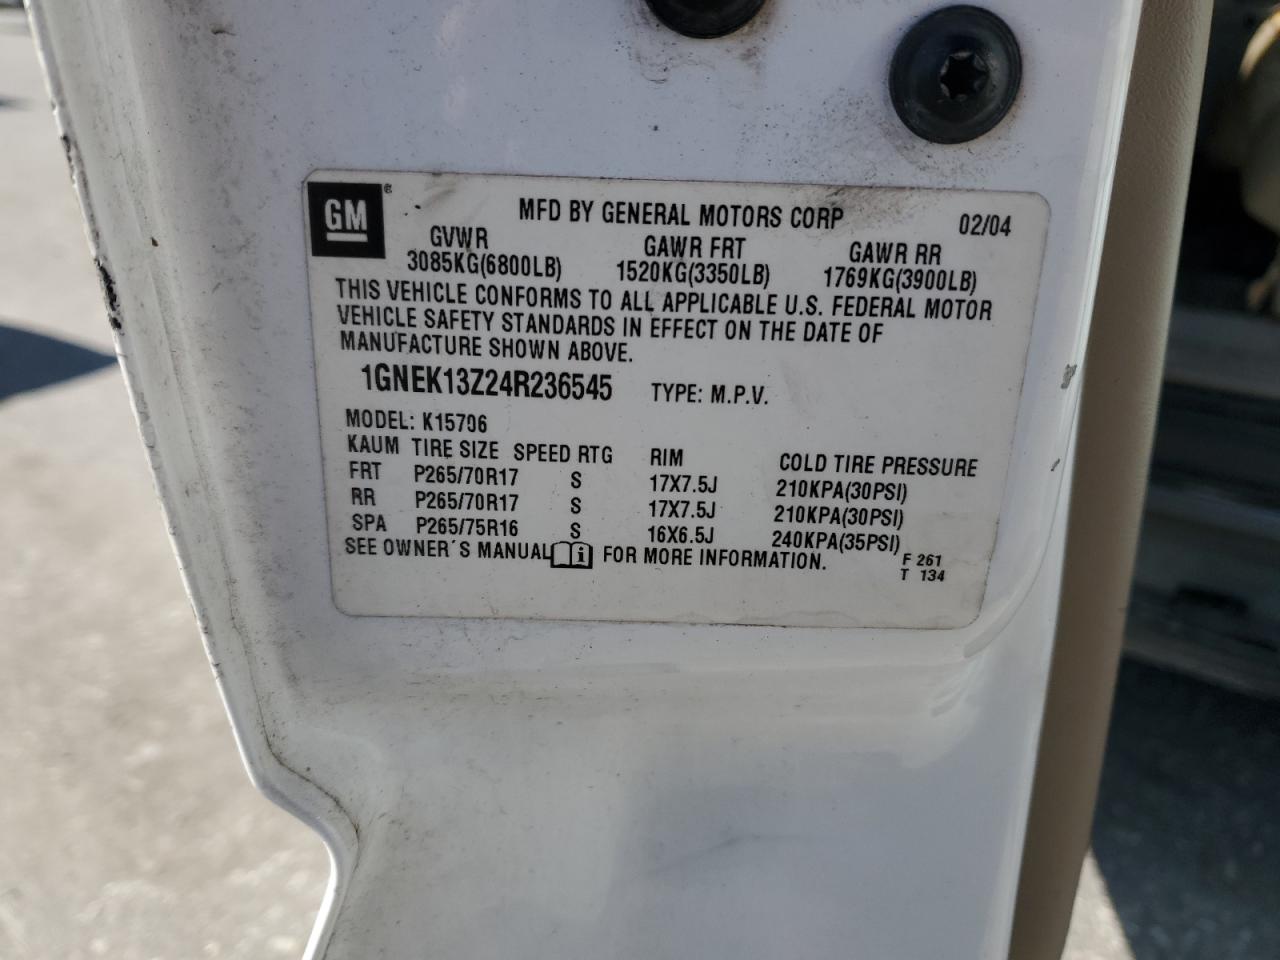 GM ®
MFD BY GENERAL MOTORS CORP 02/04
GVWR GAWR FRT GAWR RR
3085KG(6800LB) 1520KG(3350LB) 1769KG(3900LB)
THIS VEHICLE CONFORMS TO ALL APPLICABLE U.S. FEDERAL MOTOR
VEHICLE SAFETY STANDARDS IN EFFECT ON THE DATE OF
MANUFACTURE SHOWN ABOVE.
1GNEK13Z24R236545 TYPE: M.P.V.
MODEL: K15706
KAUM TIRE SIZE SPEED RTG RIM COLD TIRE PRESSURE
FRT P265/70R17 S 17X7.5J 210KPA(30PSI)
RR P265/70R17 S 17X7.5J 210KPA(30PSI)
SPA P265/75R16 S 16X6.5J 240KPA(35PSI)
SEE OWNER´S MANUAL i FOR MORE INFORMATION.
F 261
T 134